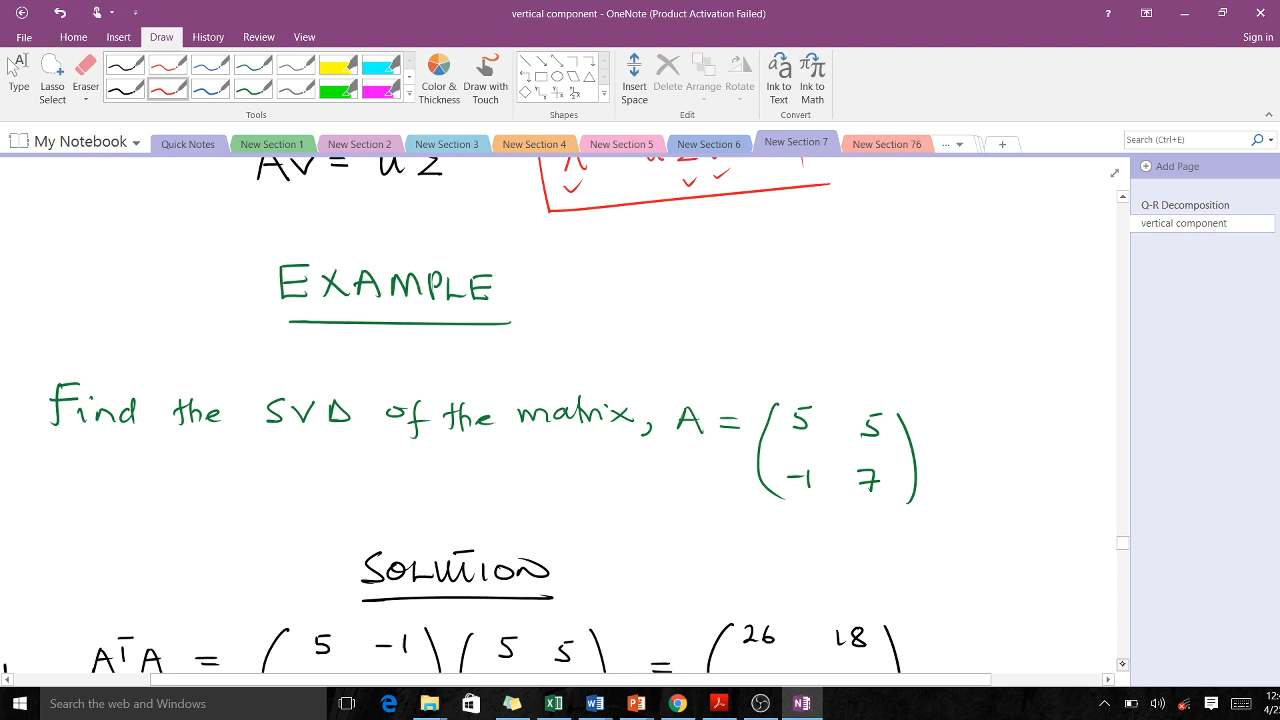 vertical component - OneNote (Product Activation Failed)
File Home Insert Draw History Review View
Sign in
Type Lasso Select Eraser
Color & Thickness Draw with Touch
Insert Space Delete Arrange Rotate
Ink to Text Ink to Math
Tools Shapes Edit Convert
My Notebook Quick Notes New Section 1 New Section 2 New Section 3 New Section 4 New Section 5 New Section 6 New Section 7 New Section 76 ...
Search (Ctrl+E)
Add Page
Q-R Decomposition
vertical component
AV = U Σ
EXAMPLE
Find the SVD of the matrix, A = ( 5 5
-1 7 )
SOLUTION
AᵀA = ( 5 -1 ) ( 5 5 ) = ( 26 18 )
Search the web and Windows